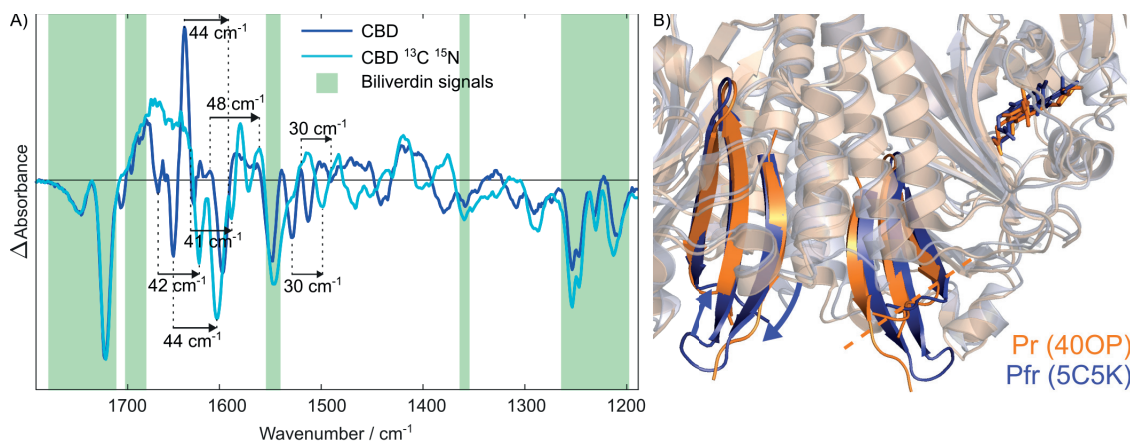 A)
44 cm⁻¹
CBD
CBD ¹³C ¹⁵N
Biliverdin signals
48 cm⁻¹
30 cm⁻¹
ΔAbsorbance
41 cm⁻¹
42 cm⁻¹
30 cm⁻¹
44 cm⁻¹
1700 1600 1500 1400 1300 1200
Wavenumber / cm⁻¹
B)
Pr (40OP)
Pfr (5C5K)